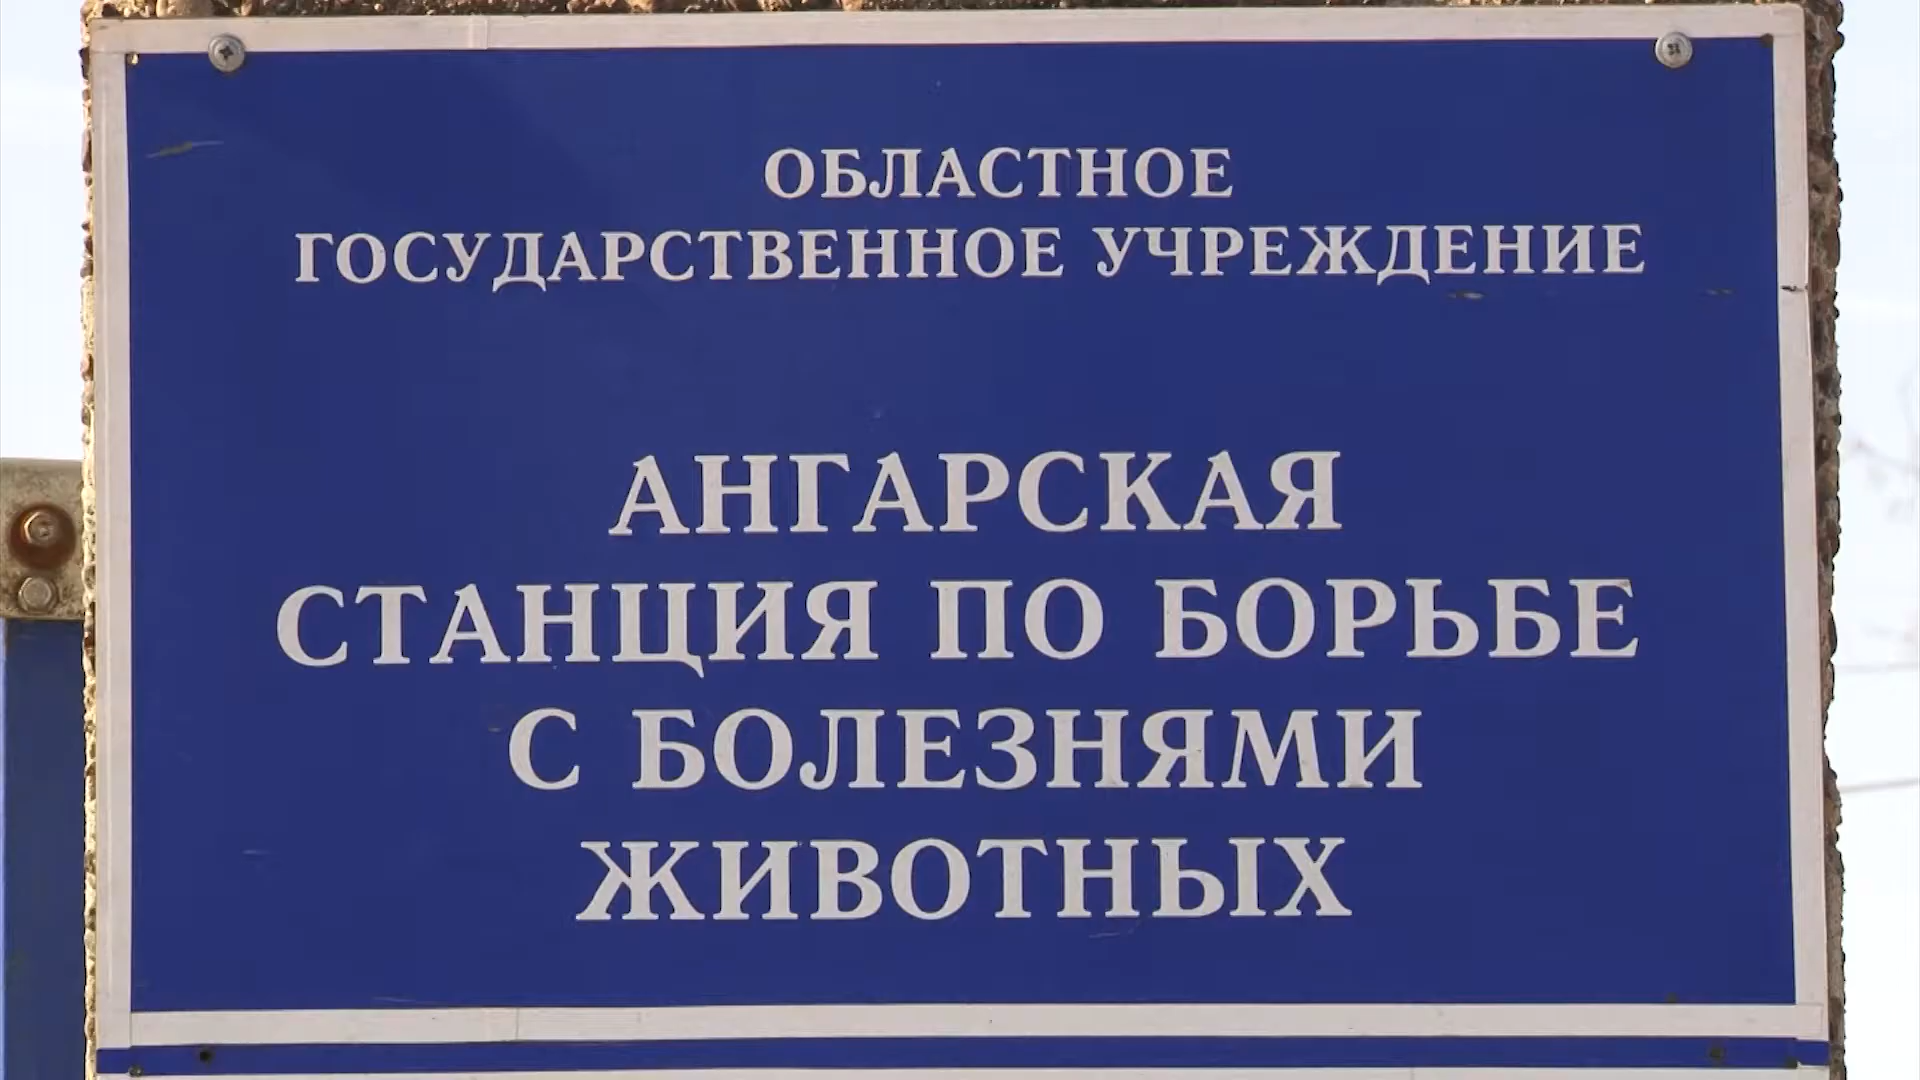 ОБЛАСТНОЕ
ГОСУДАРСТВЕННОЕ УЧРЕЖДЕНИЕ
АНГАРСКАЯ
СТАНЦИЯ ПО БОРЬБЕ
С БОЛЕЗНЯМИ
ЖИВОТНЫХ